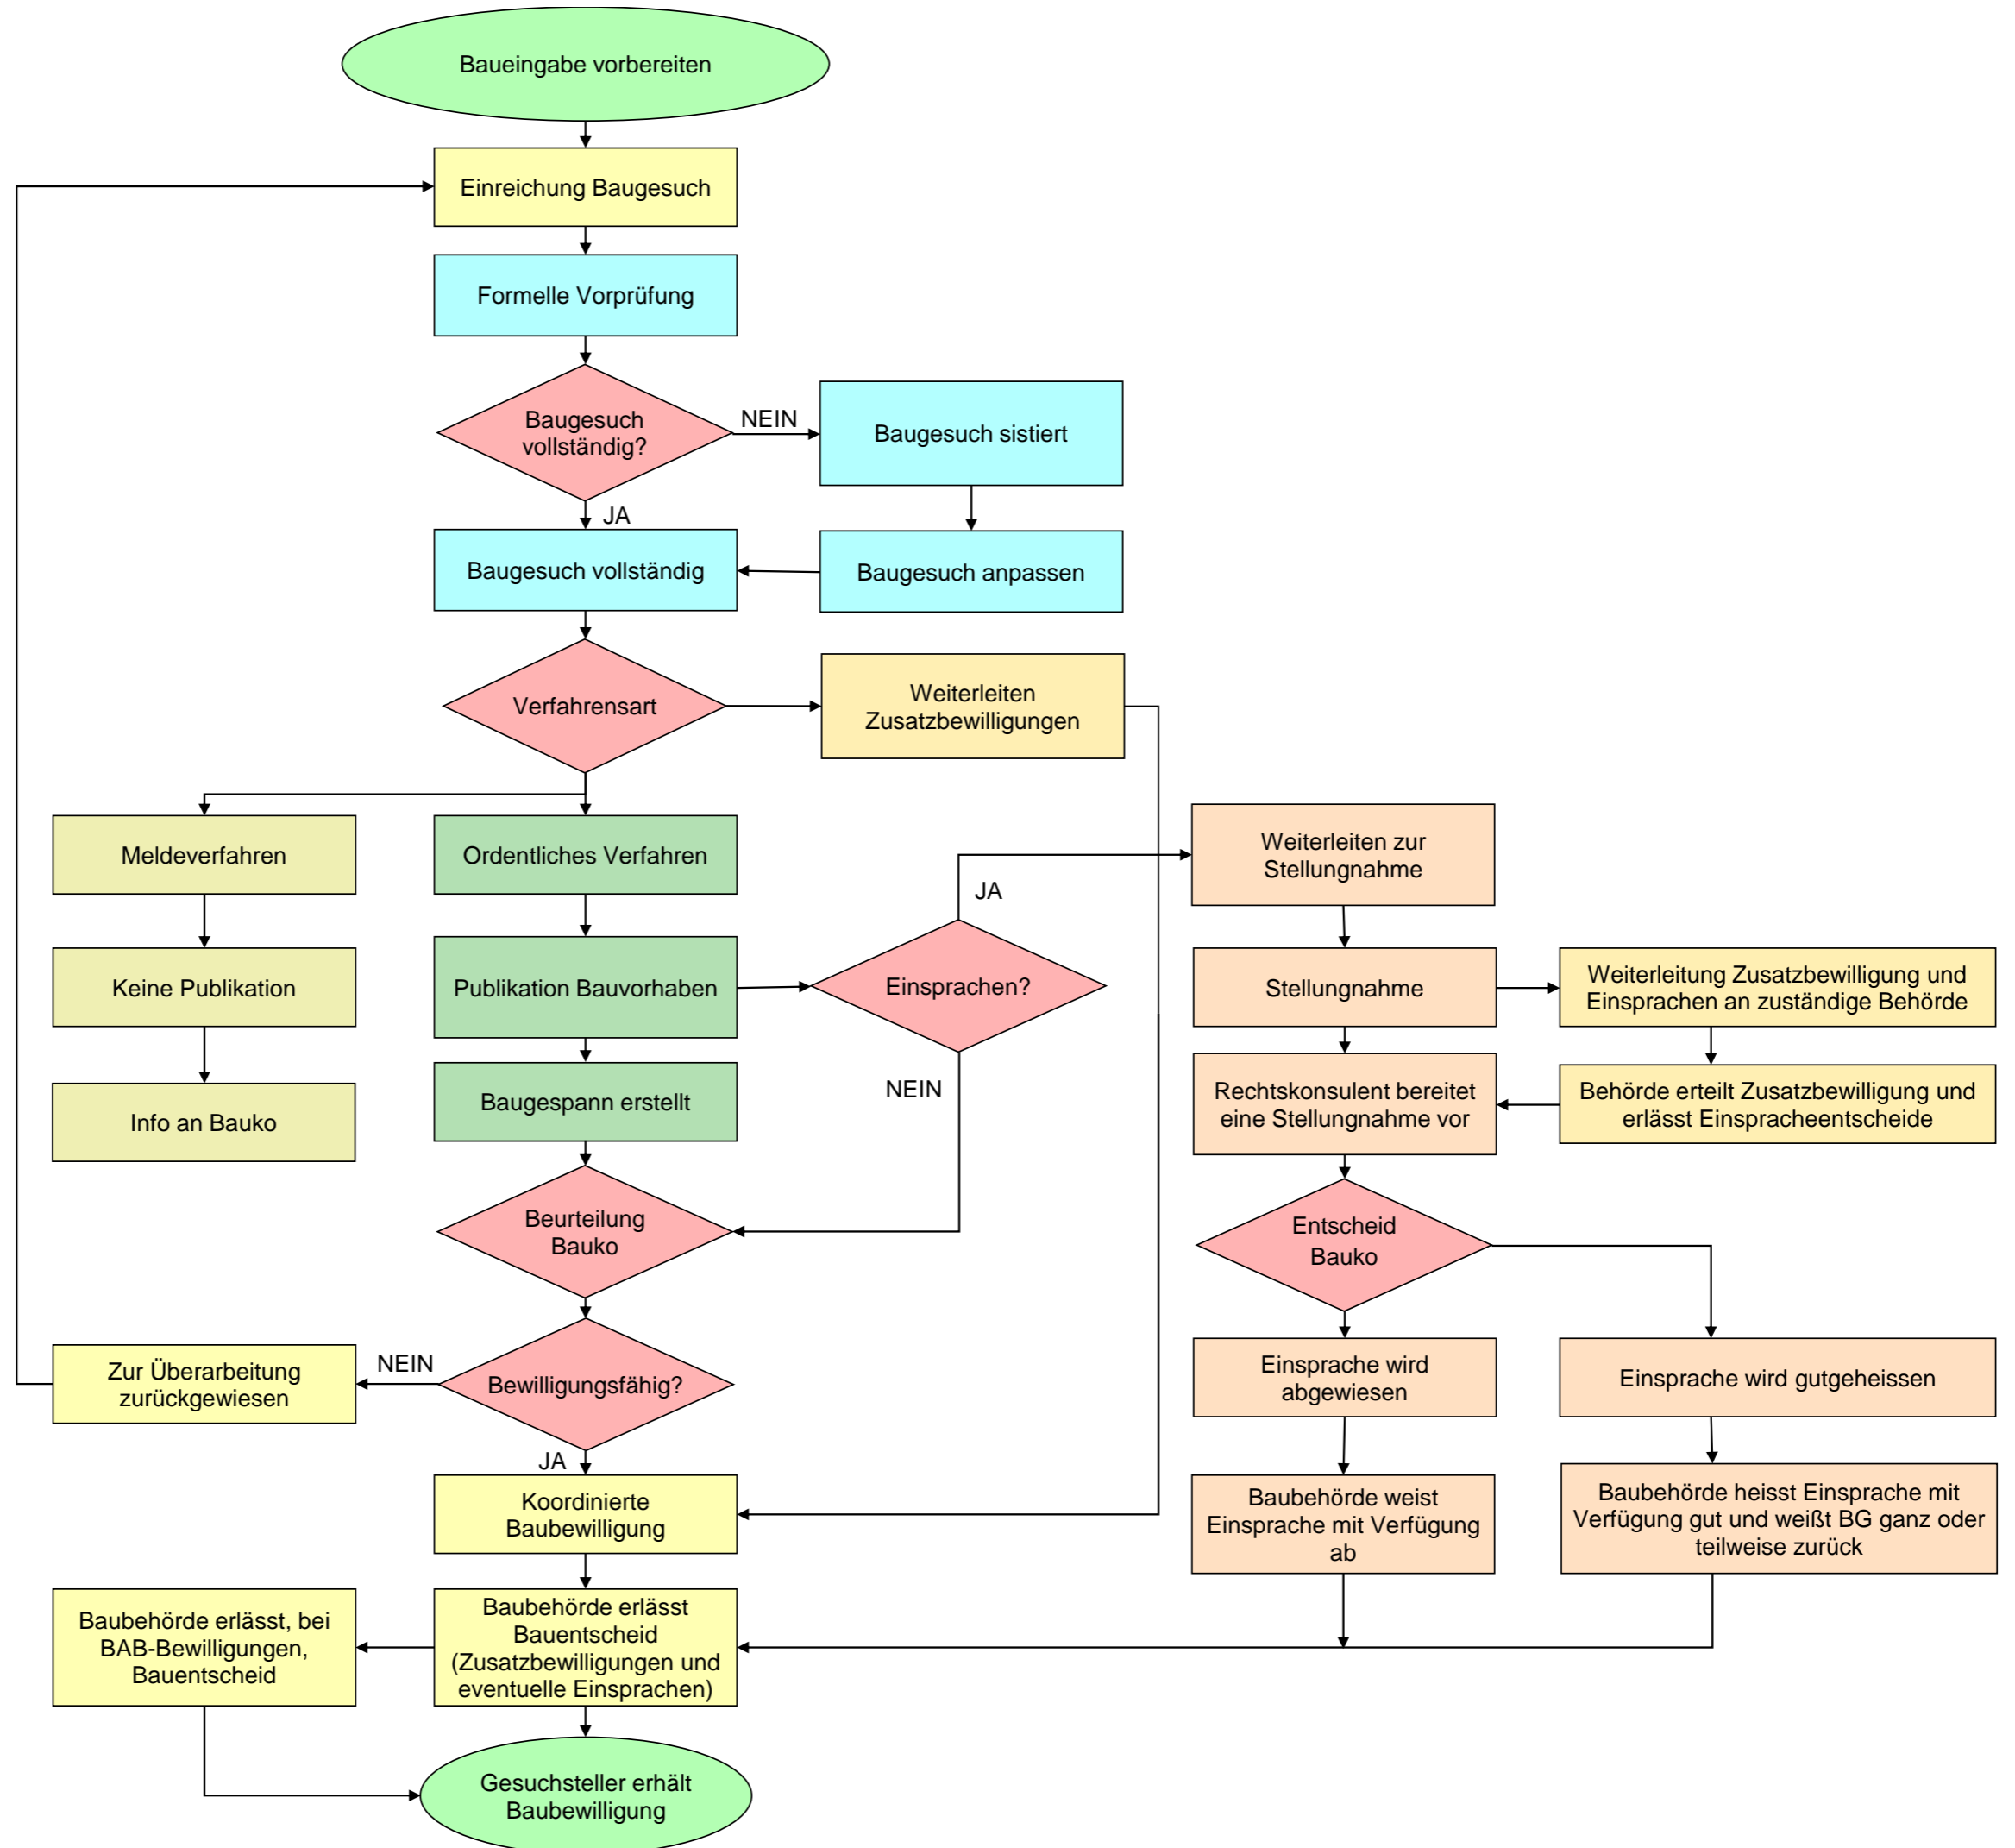 Baueingabe vorbereiten
Einreichung Baugesuch
Formelle Vorprüfung
Baugesuch
vollständig?
NEIN
Baugesuch sistiert
JA
Baugesuch vollständig
Baugesuch anpassen
Verfahrensart
Weiterleiten
Zusatzbewilligungen
Meldeverfahren
Ordentliches Verfahren
Weiterleiten zur
Stellungnahme
JA
Keine Publikation
Publikation Bauvorhaben
Einsprachen?
Stellungnahme
Weiterleitung Zusatzbewilligung und
Einsprachen an zuständige Behörde
NEIN
Info an Bauko
Baugespann erstellt
Rechtskonsulent bereitet
eine Stellungnahme vor
Behörde erteilt Zusatzbewilligung und
erlässt Einspracheentscheide
Beurteilung
Bauko
Entscheid
Bauko
Zur Überarbeitung
zurückgewiesen
NEIN
Bewilligungsfähig?
Einsprache wird
abgewiesen
Einsprache wird gutgeheissen
JA
Koordinierte
Baubewilligung
Baubehörde weist
Einsprache mit Verfügung
ab
Baubehörde heisst Einsprache mit
Verfügung gut und weißt BG ganz oder
teilweise zurück
Baubehörde erlässt, bei
BAB-Bewilligungen,
Bauentscheid
Baubehörde erlässt
Bauentscheid
(Zusatzbewilligungen und
eventuelle Einsprachen)
Gesuchsteller erhält
Baubewilligung